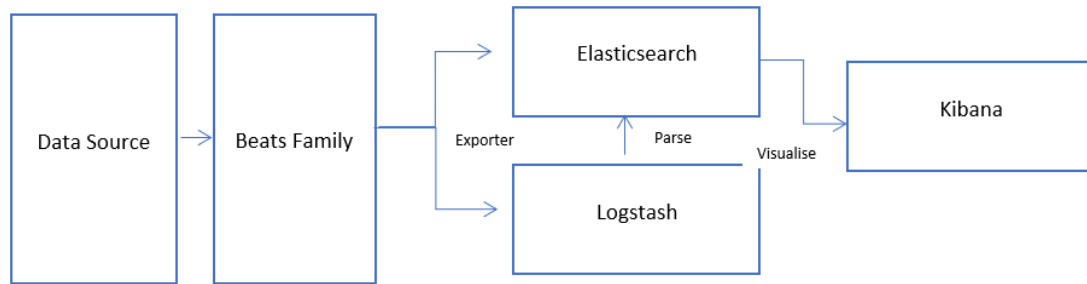 Data Source
Beats Family
Exporter
Elasticsearch
Parse
Logstash
Visualise
Kibana